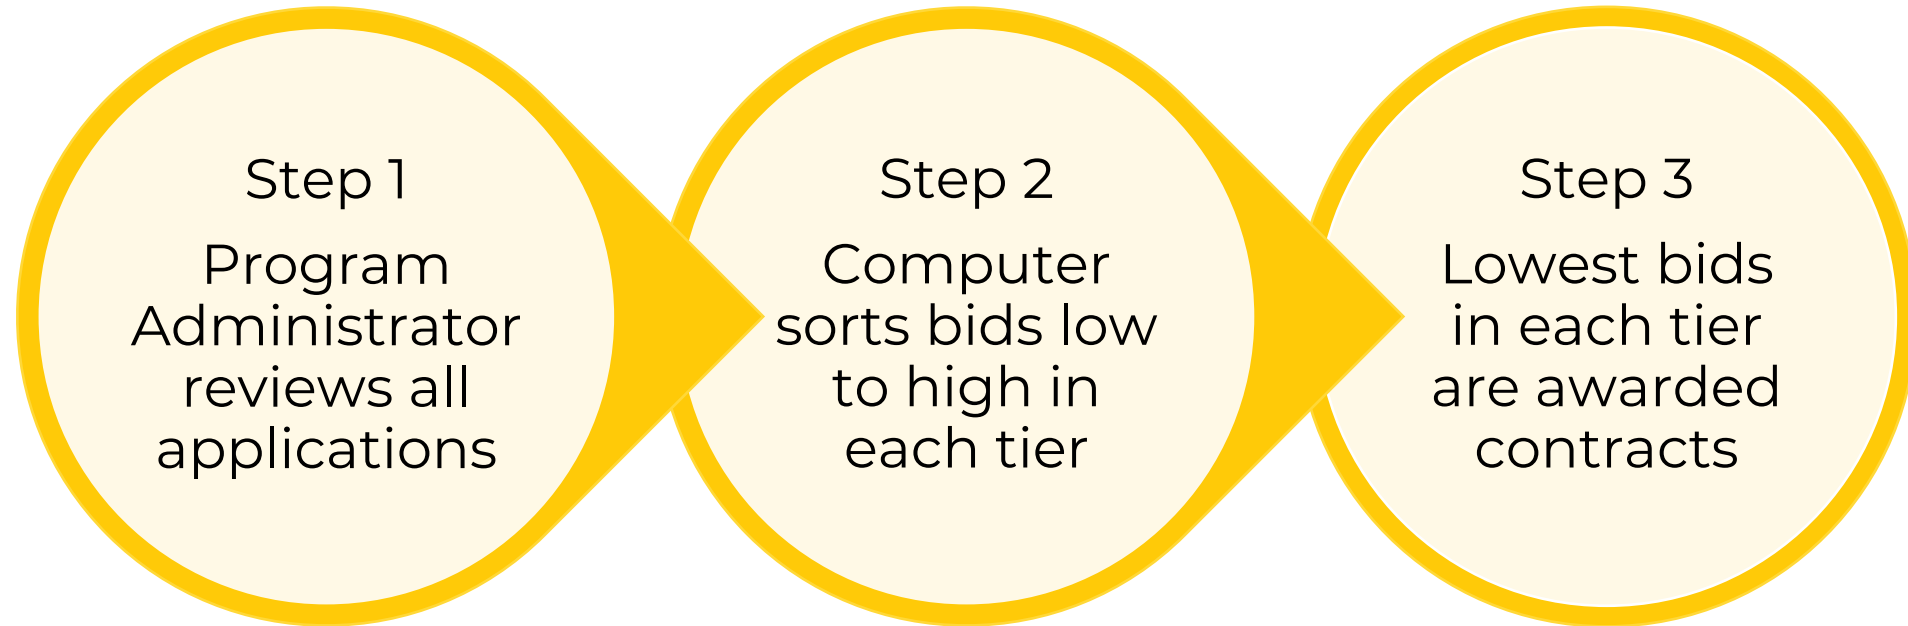 Step 1
Program
Administrator
reviews all
applications
Step 2
Computer
sorts bids low
to high in
each tier
Step 3
Lowest bids
in each tier
are awarded
contracts